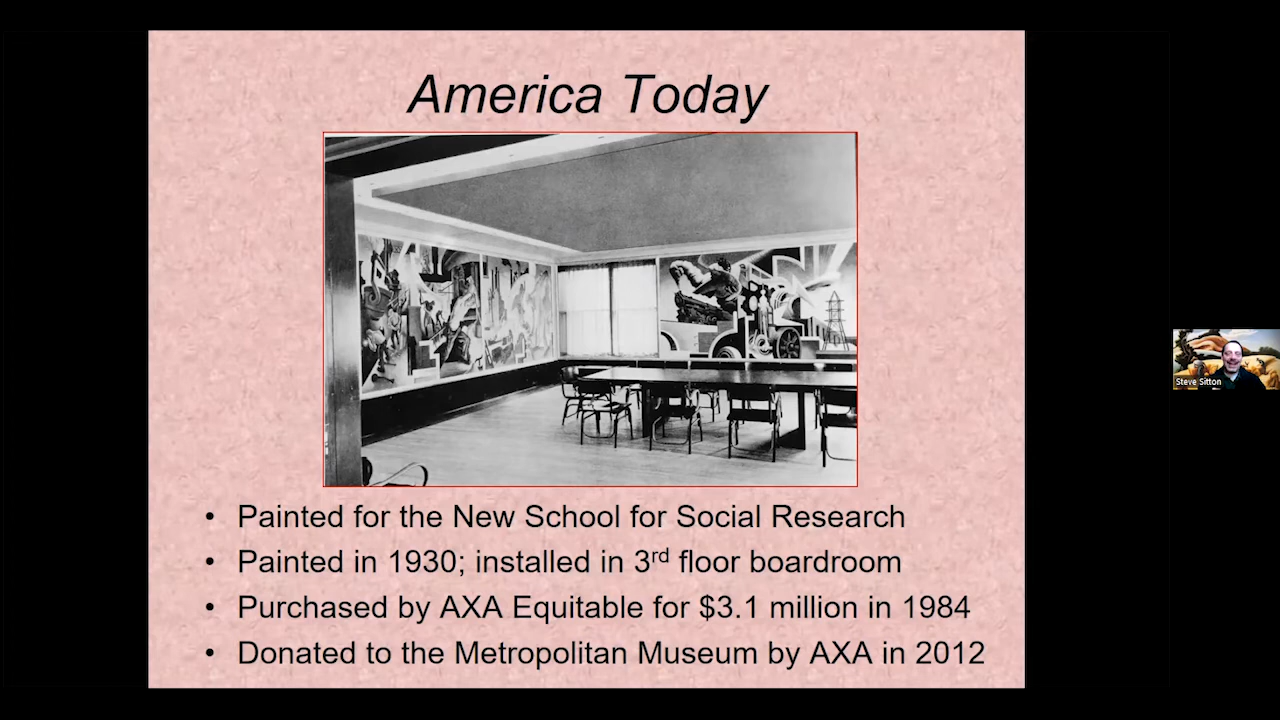 America Today
• Painted for the New School for Social Research
• Painted in 1930; installed in 3rd floor boardroom
• Purchased by AXA Equitable for $3.1 million in 1984
• Donated to the Metropolitan Museum by AXA in 2012
Steve Sitton